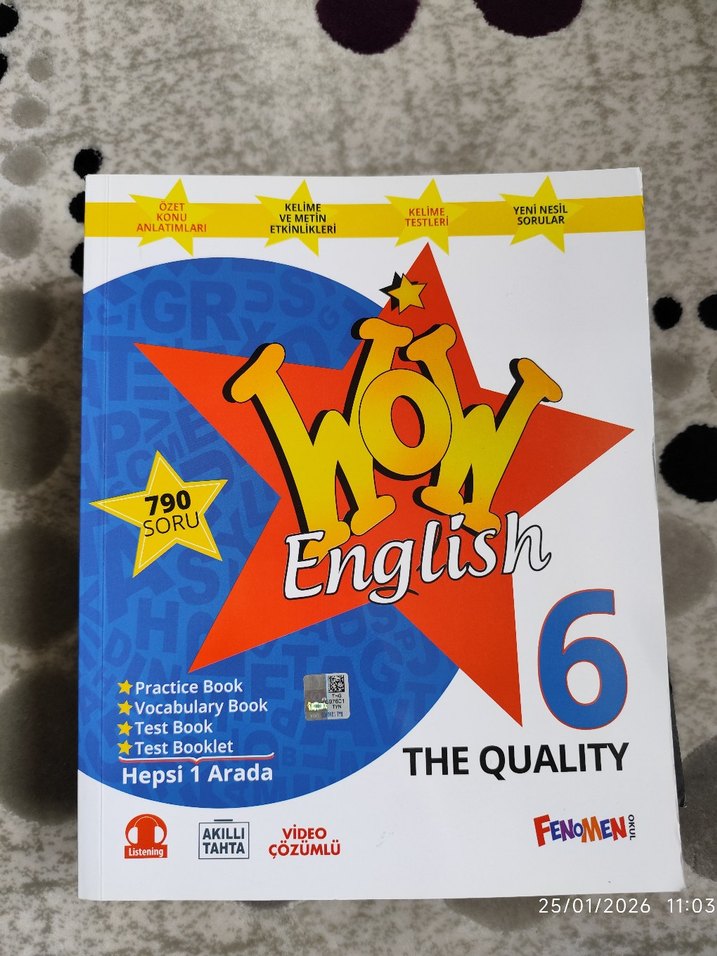 ÖZET
KONU
ANLATIMLARI
KELİME
VE METİN
ETKİNLİKLERİ
KELİME
TESTLERİ
YENİ NESİL
SORULAR
WOW
English
790
SORU
6
THE QUALITY
Practice Book
Vocabulary Book
Test Book
Test Booklet
Hepsi 1 Arada
Listening
AKILLI
TAHTA
VİDEO
ÇÖZÜMLÜ
FENOMEN
OKUL
25/01/2026 11:03